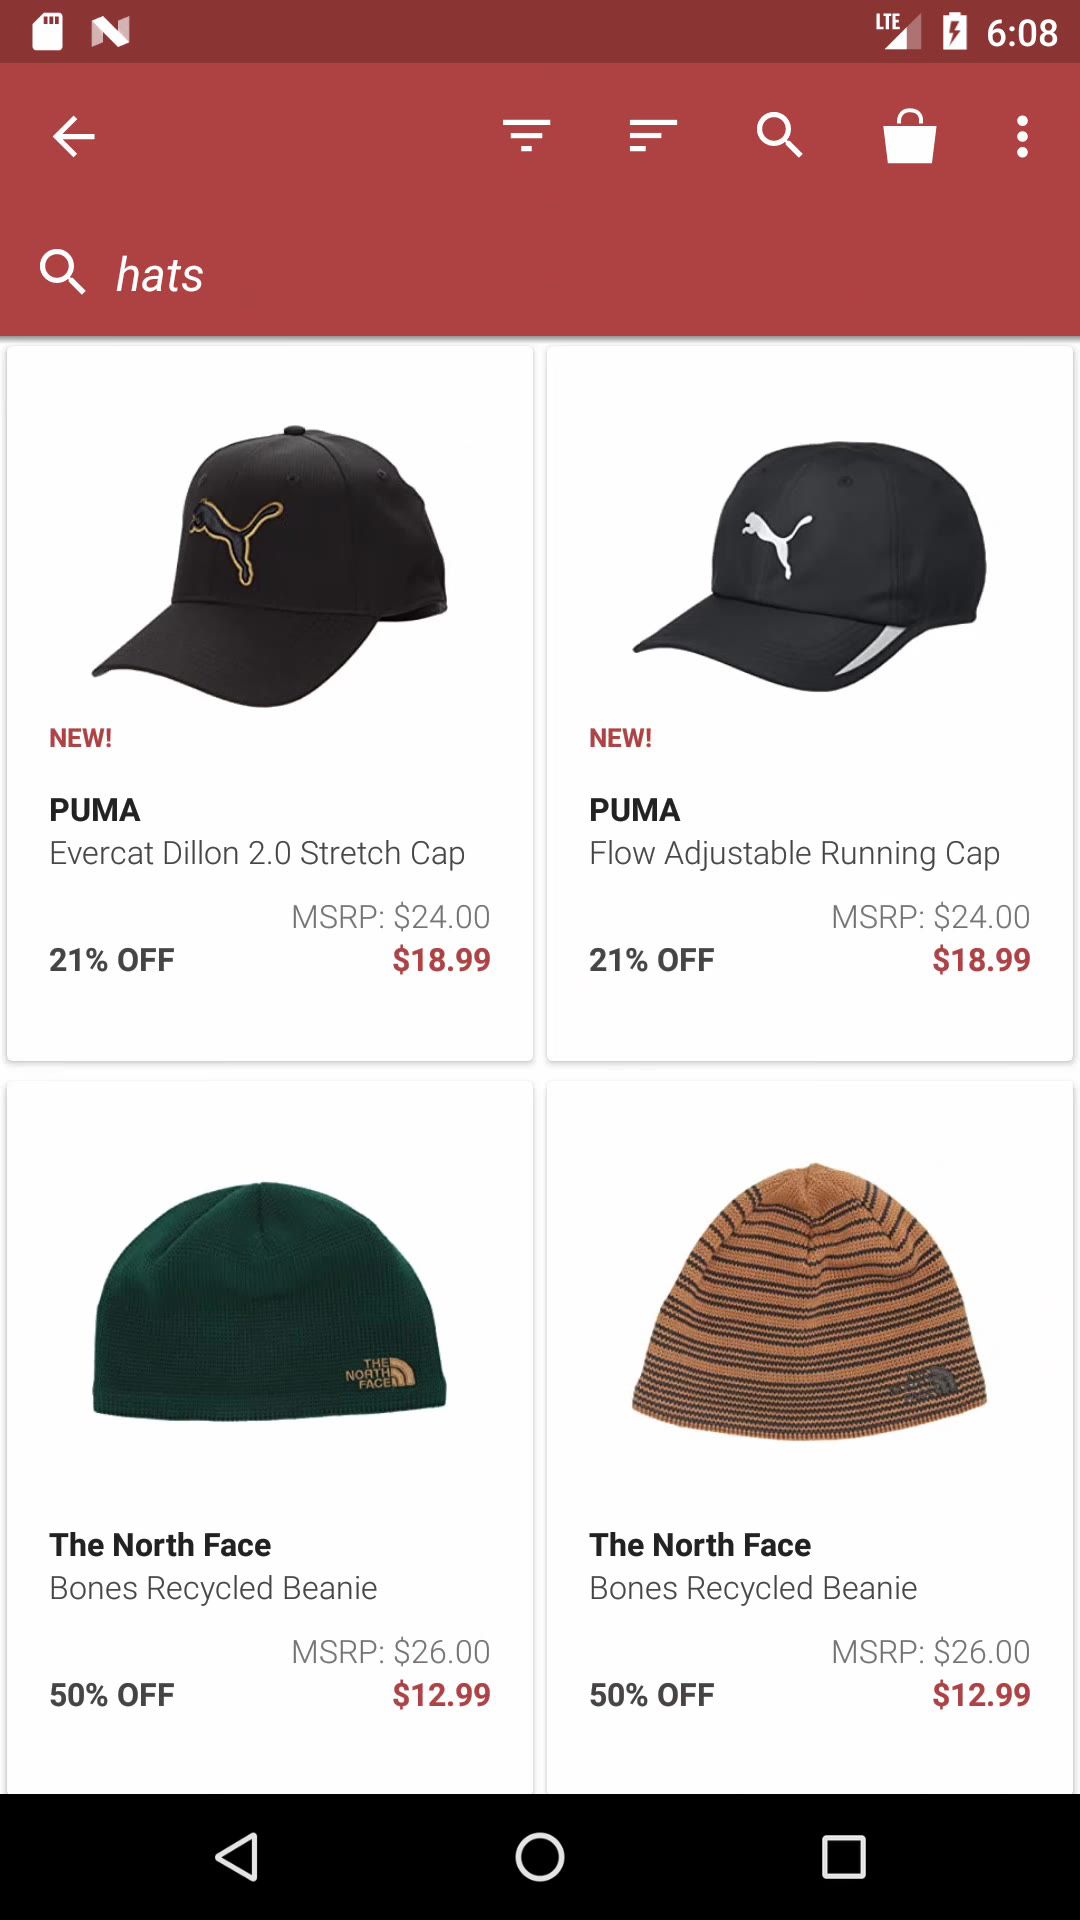 LTE
6:08
hats
NEW!
PUMA
Evercat Dillon 2.0 Stretch Cap
MSRP: $24.00
21% OFF
$18.99
NEW!
PUMA
Flow Adjustable Running Cap
MSRP: $24.00
21% OFF
$18.99
THE
NORTH
FACE
The North Face
Bones Recycled Beanie
MSRP: $26.00
50% OFF
$12.99
The North Face
Bones Recycled Beanie
MSRP: $26.00
50% OFF
$12.99